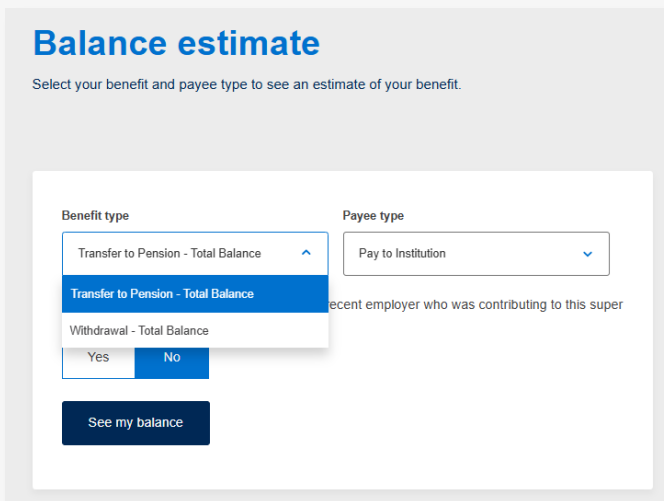 Balance estimate
Select your benefit and payee type to see an estimate of your benefit.
Benefit type
Payee type
Transfer to Pension - Total Balance
Pay to Institution
Transfer to Pension - Total Balance
recent employer who was contributing to this super
Withdrawal - Total Balance
Yes
No
See my balance